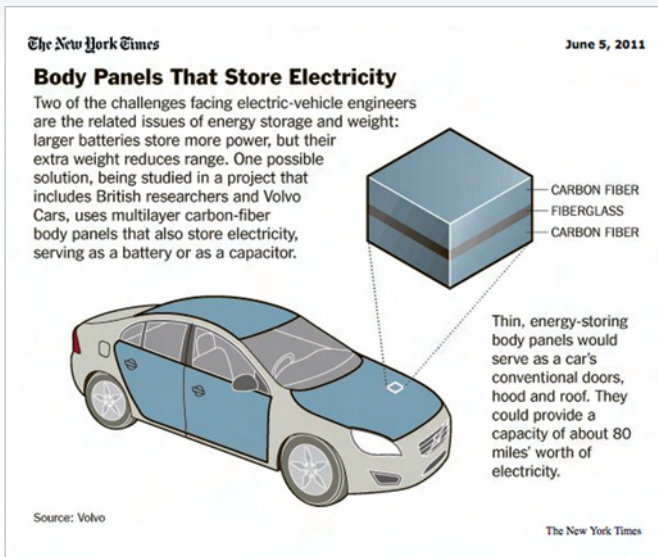 The New York Times
June 5, 2011
Body Panels That Store Electricity
Two of the challenges facing electric-vehicle engineers
are the related issues of energy storage and weight:
larger batteries store more power, but their
extra weight reduces range. One possible
solution, being studied in a project that
includes British researchers and Volvo
Cars, uses multilayer carbon-fiber
body panels that also store electricity,
serving as a battery or as a capacitor.
CARBON FIBER
FIBERGLASS
CARBON FIBER
Thin, energy-storing
body panels would
serve as a car's
conventional doors,
hood and roof. They
could provide a
capacity of about 80
miles' worth of
electricity.
Source: Volvo
The New York Times